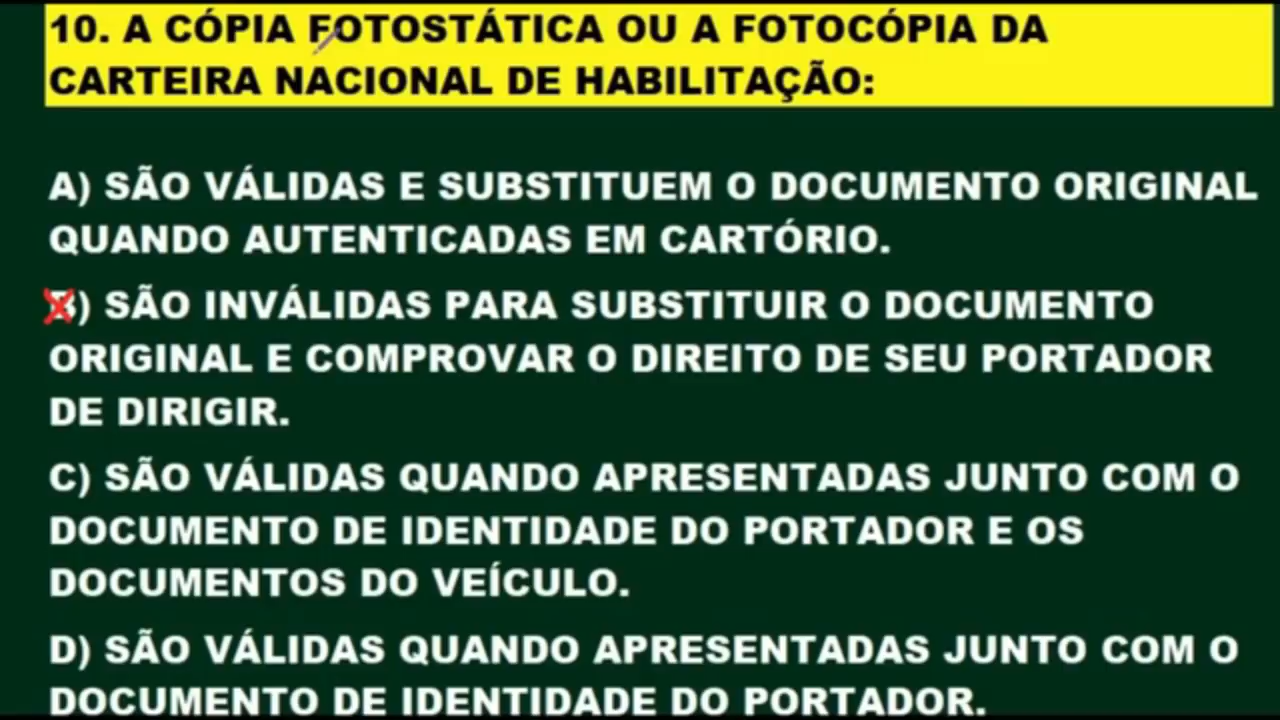 10. A CÓPIA FOTOSTÁTICA OU A FOTOCÓPIA DA
CARTEIRA NACIONAL DE HABILITAÇÃO:
A) SÃO VÁLIDAS E SUBSTITUEM O DOCUMENTO ORIGINAL
QUANDO AUTENTICADAS EM CARTÓRIO.
B) SÃO INVÁLIDAS PARA SUBSTITUIR O DOCUMENTO
ORIGINAL E COMPROVAR O DIREITO DE SEU PORTADOR
DE DIRIGIR.
C) SÃO VÁLIDAS QUANDO APRESENTADAS JUNTO COM O
DOCUMENTO DE IDENTIDADE DO PORTADOR E OS
DOCUMENTOS DO VEÍCULO.
D) SÃO VÁLIDAS QUANDO APRESENTADAS JUNTO COM O
DOCUMENTO DE IDENTIDADE DO PORTADOR.